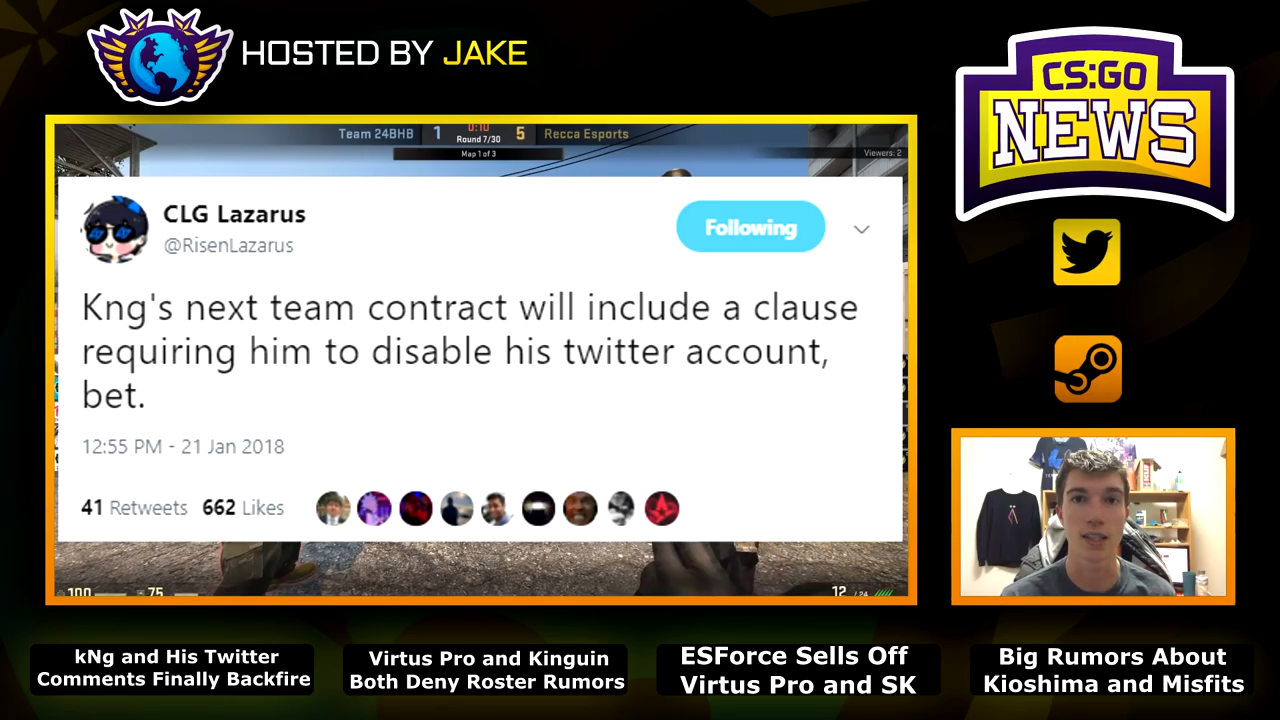 HOSTED BY JAKE
CS:GO
NEWS
Team 24BHB 1 0:10 5 Recca Esports
Round 7/30
Map 1 of 3
Viewers: 2
CLG Lazarus
@RisenLazarus
Following
Kng's next team contract will include a clause
requiring him to disable his twitter account,
bet.
12:55 PM - 21 Jan 2018
41 Retweets 662 Likes
100 75 12 / 24
kNg and His Twitter
Comments Finally Backfire
Virtus Pro and Kinguin
Both Deny Roster Rumors
ESForce Sells Off
Virtus Pro and SK
Big Rumors About
Kioshima and Misfits